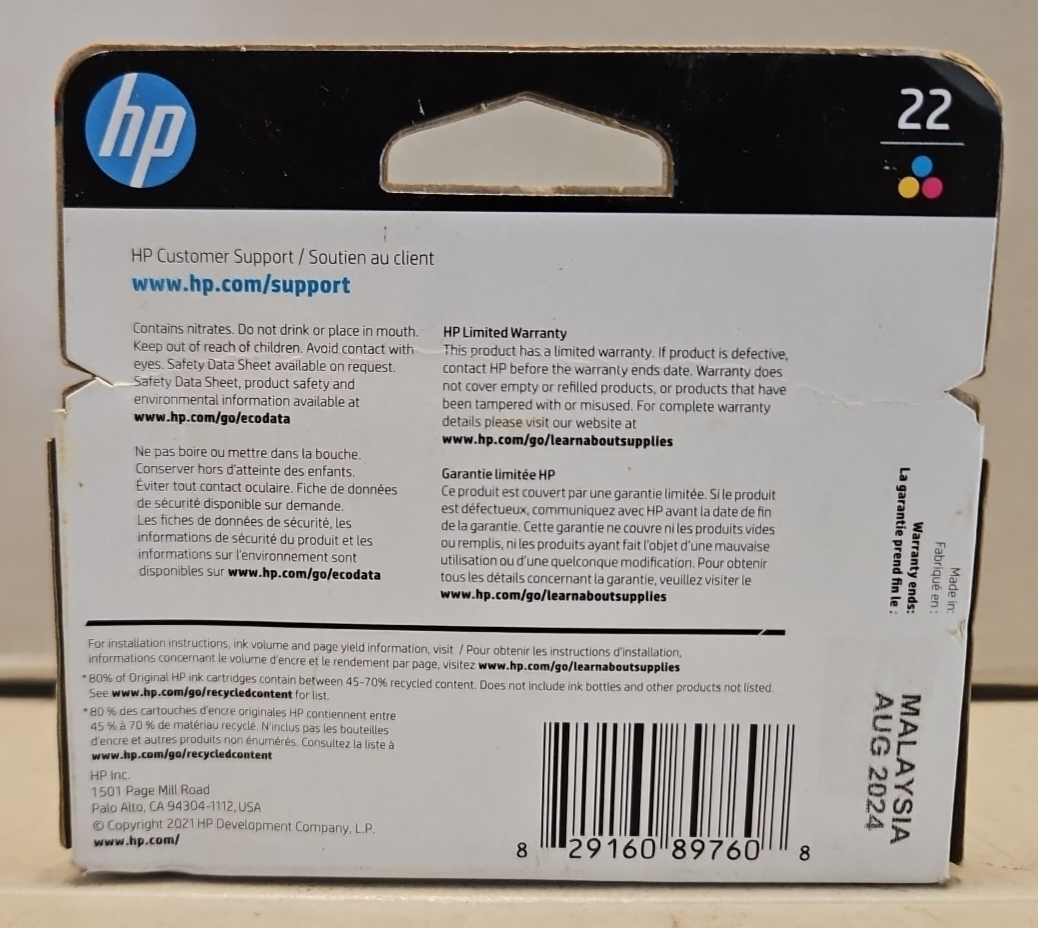 hp
22
HP Customer Support / Soutien au client
www.hp.com/support
Contains nitrates. Do not drink or place in mouth.
Keep out of reach of children. Avoid contact with
eyes. Safety Data Sheet available on request.
Safety Data Sheet, product safety and
environmental information available at
www.hp.com/go/ecodata
Ne pas boire ou mettre dans la bouche.
Conserver hors d'atteinte des enfants.
Éviter tout contact oculaire. Fiche de données
de sécurité disponible sur demande.
Les fiches de données de sécurité, les
informations de sécurité du produit et les
informations sur l'environnement sont
disponibles sur www.hp.com/go/ecodata
HP Limited Warranty
This product has a limited warranty. If product is defective,
contact HP before the warranty ends date. Warranty does
not cover empty or refilled products, or products that have
been tampered with or misused. For complete warranty
details please visit our website at
www.hp.com/go/learnaboutsupplies
Garantie limitée HP
Ce produit est couvert par une garantie limitée. Si le produit
est défectueux, communiquez avec HP avant la date de fin
de la garantie. Cette garantie ne couvre ni les produits vides
ou remplis, ni les produits ayant fait l'objet d'une mauvaise
utilisation ou d'une quelconque modification. Pour obtenir
tous les détails concernant la garantie, veuillez visiter le
www.hp.com/go/learnaboutsupplies
Made in:
Fabriqué en :
Warranty ends:
La garantie prend fin le :
MALAYSIA
AUG 2024
For installation instructions, ink volume and page yield information, visit / Pour obtenir les instructions d'installation,
informations concernant le volume d'encre et le rendement par page, visitez www.hp.com/go/learnaboutsupplies
*80% of Original HP ink cartridges contain between 45-70% recycled content. Does not include ink bottles and other products not listed.
See www.hp.com/go/recycledcontent for list.
*80 % des cartouches d'encre originales HP contiennent entre
45 % à 70 % de matériau recyclé. N'inclus pas les bouteilles
d'encre et autres produits non énumérés. Consultez la liste à
www.hp.com/go/recycledcontent
HP Inc.
1501 Page Mill Road
Palo Alto, CA 94304-1112, USA
© Copyright 2021 HP Development Company, L.P.
www.hp.com/
8 29160 89760 8